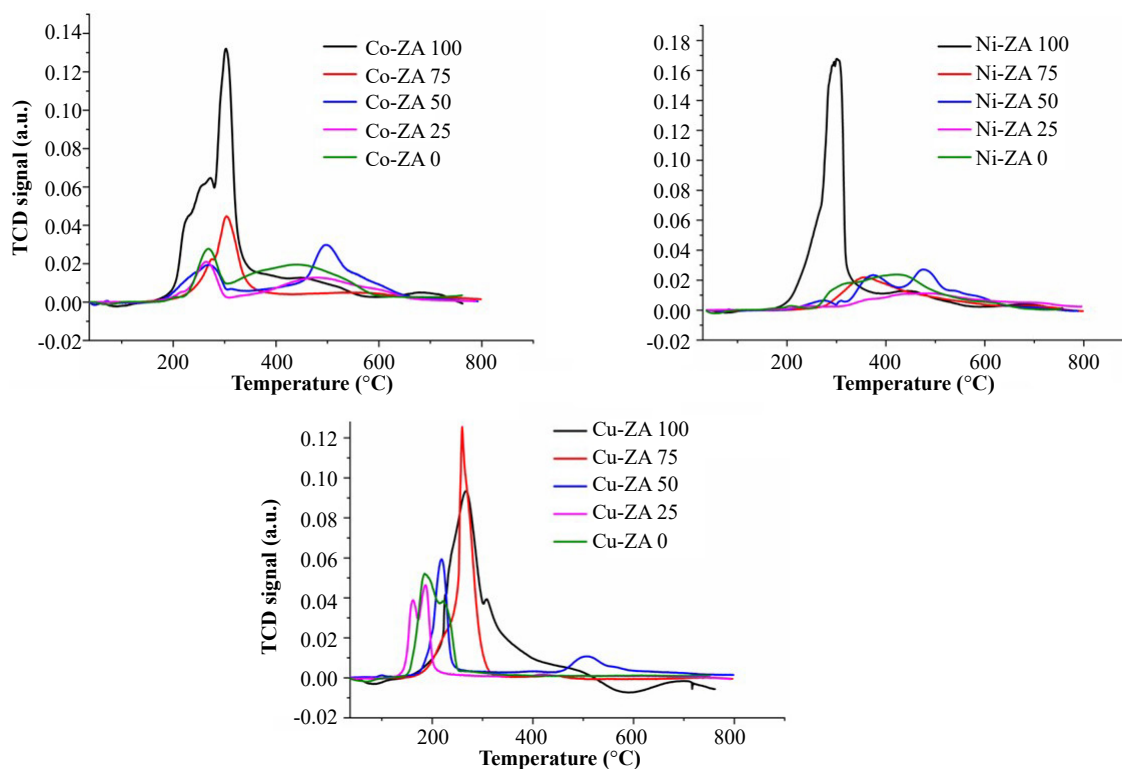 0.14
0.12
0.10
0.08
0.06
0.04
0.02
0.00
-0.02
TCD signal (a.u.)
Co-ZA 100
Co-ZA 75
Co-ZA 50
Co-ZA 25
Co-ZA 0
200 400 600 800
Temperature (°C)
0.18
0.16
0.14
0.12
0.10
0.08
0.06
0.04
0.02
0.00
-0.02
Ni-ZA 100
Ni-ZA 75
Ni-ZA 50
Ni-ZA 25
Ni-ZA 0
200 400 600 800
Temperature (°C)
0.12
0.10
0.08
0.06
0.04
0.02
0.00
-0.02
TCD signal (a.u.)
Cu-ZA 100
Cu-ZA 75
Cu-ZA 50
Cu-ZA 25
Cu-ZA 0
200 400 600 800
Temperature (°C)